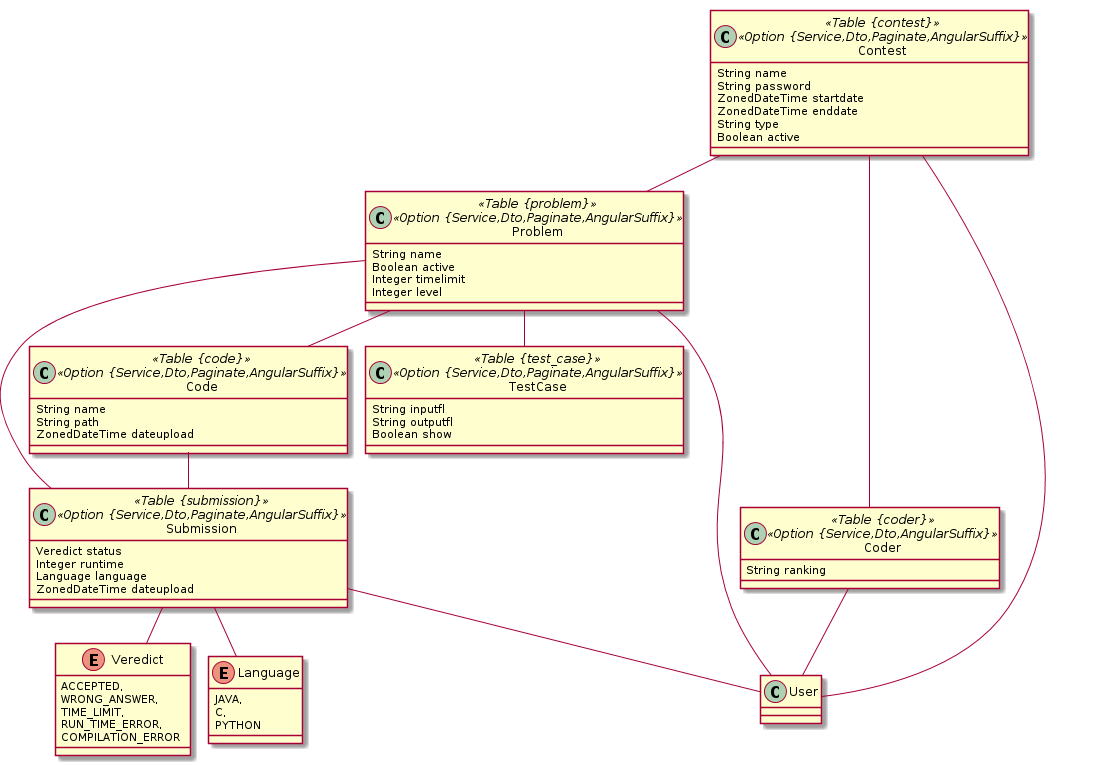 «Table {contest}»
C «Option {Service,Dto,Paginate,AngularSuffix}»
Contest
String name
String password
ZonedDateTime startdate
ZonedDateTime enddate
String type
Boolean active
«Table {problem}»
C «Option {Service,Dto,Paginate,AngularSuffix}»
Problem
String name
Boolean active
Integer timelimit
Integer level
«Table {code}»
C «Option {Service,Dto,Paginate,AngularSuffix}»
Code
String name
String path
ZonedDateTime dateupload
«Table {test_case}»
C «Option {Service,Dto,Paginate,AngularSuffix}»
TestCase
String inputfl
String outputfl
Boolean show
«Table {submission}»
C «Option {Service,Dto,Paginate,AngularSuffix}»
Submission
Veredict status
Integer runtime
Language language
ZonedDateTime dateupload
«Table {coder}»
C «Option {Service,Dto,AngularSuffix}»
Coder
String ranking
E Veredict
ACCEPTED,
WRONG_ANSWER,
TIME_LIMIT,
RUN_TIME_ERROR,
COMPILATION_ERROR
E Language
JAVA,
C,
PYTHON
C User